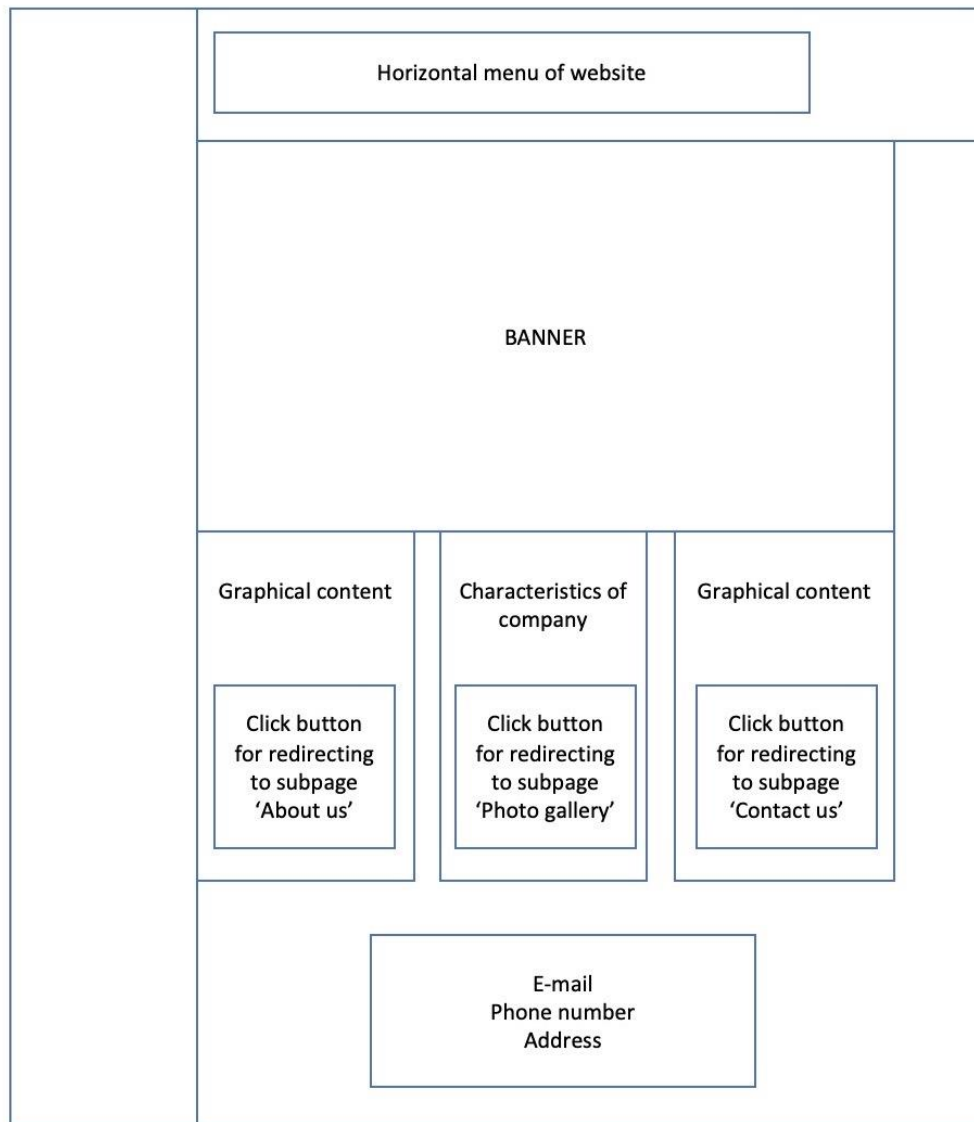 Horizontal menu of website
BANNER
Graphical content
Characteristics of
company
Graphical content
Click button
for redirecting
to subpage
‘About us’
Click button
for redirecting
to subpage
‘Photo gallery’
Click button
for redirecting
to subpage
‘Contact us’
E-mail
Phone number
Address